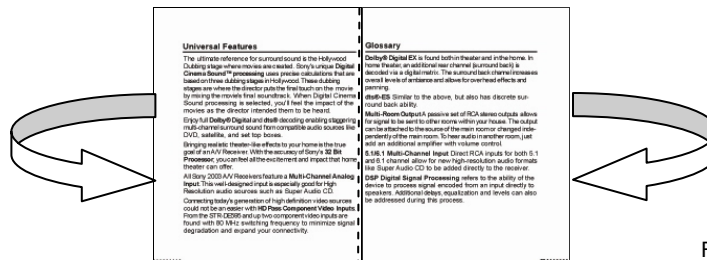 Universal Features
The ultimate reference for surround sound is the Hollywood
Dubbing stage where movies are created. Sony's unique Digital
Cinema Sound™ processing uses precise calculations that are
based on three dubbing stages in Hollywood. These dubbing
stages are where the director puts the final touch on the movie
by mixing the movie's final soundtrack. When Digital Cinema
Sound processing is selected, you'll feel the impact of the
movies as the director intended them to be heard.
Enjoy full Dolby® Digital and dts® decoding enabling staggering
multi-channel surround sound from compatible audio sources like
DVD, satellite, and set top boxes.
Bringing realistic theater-like effects to your home is the true
goal of an A/V Receiver. With the accuracy of Sony's 32 Bit
Processor, you can feel all the excitement and impact that home
theater can offer.
All Sony 2003 A/V Receivers feature a Multi-Channel Analog
Input. This well-designed input is especially good for High
Resolution audio sources such as Super Audio CD.
Connecting today's generation of high definition video sources
could not be easier with HD Pass Component Video Inputs.
From the STR-DE595 and up two component video inputs are
found with 80 MHz switching frequency to minimize signal
degradation and expand your connectivity.
Glossary
Dolby® Digital EX is found both in theater and in the home. In
home theater, an additional rear channel (surround back) is
decoded via a digital matrix. The surround back channel increases
overall levels of ambiance and allows for overhead effects and
panning.
dts®-ES Similar to the above, but also has discrete sur-
round back ability.
Multi-Room Output A passive set of RCA stereo outputs allows
for signal to be sent to other rooms within your house. The output
can be attached to the source of the main room or changed inde-
pendently of the main room. To hear audio in another room, just
add an additional amplifier with volume control.
5.1/6.1 Multi-Channel Input Direct RCA inputs for both 5.1
and 6.1 channel allow for new high-resolution audio formats
like Super Audio CD to be added directly to the receiver.
DSP Digital Signal Processing refers to the ability of the
device to process signal encoded from an input directly to
speakers. Additional delays, equalization and levels can also
be addressed during this process.